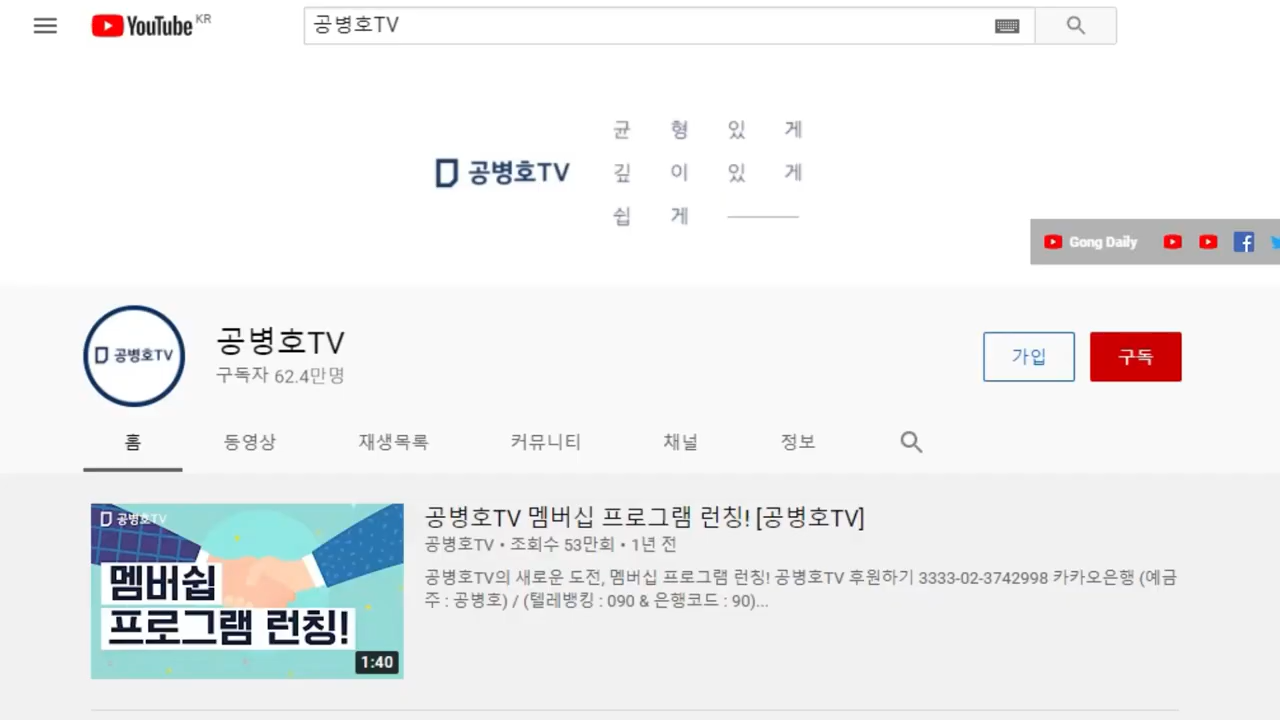 YouTube KR
공병호TV
균 형 있 게
공병호TV
깊 이 있 게
쉽 게
Gong Daily
공병호TV
공병호TV
구독자 62.4만명
가입
구독
홈
동영상
재생목록
커뮤니티
채널
정보
공병호TV
멤버쉽
프로그램 런칭!
1:40
공병호TV 멤버십 프로그램 런칭! [공병호TV]
공병호TV • 조회수 53만회 • 1년 전
공병호TV의 새로운 도전, 멤버십 프로그램 런칭! 공병호TV 후원하기 3333-02-3742998 카카오은행 (예금
주 : 공병호) / (텔레뱅킹 : 090 & 은행코드 : 90)...